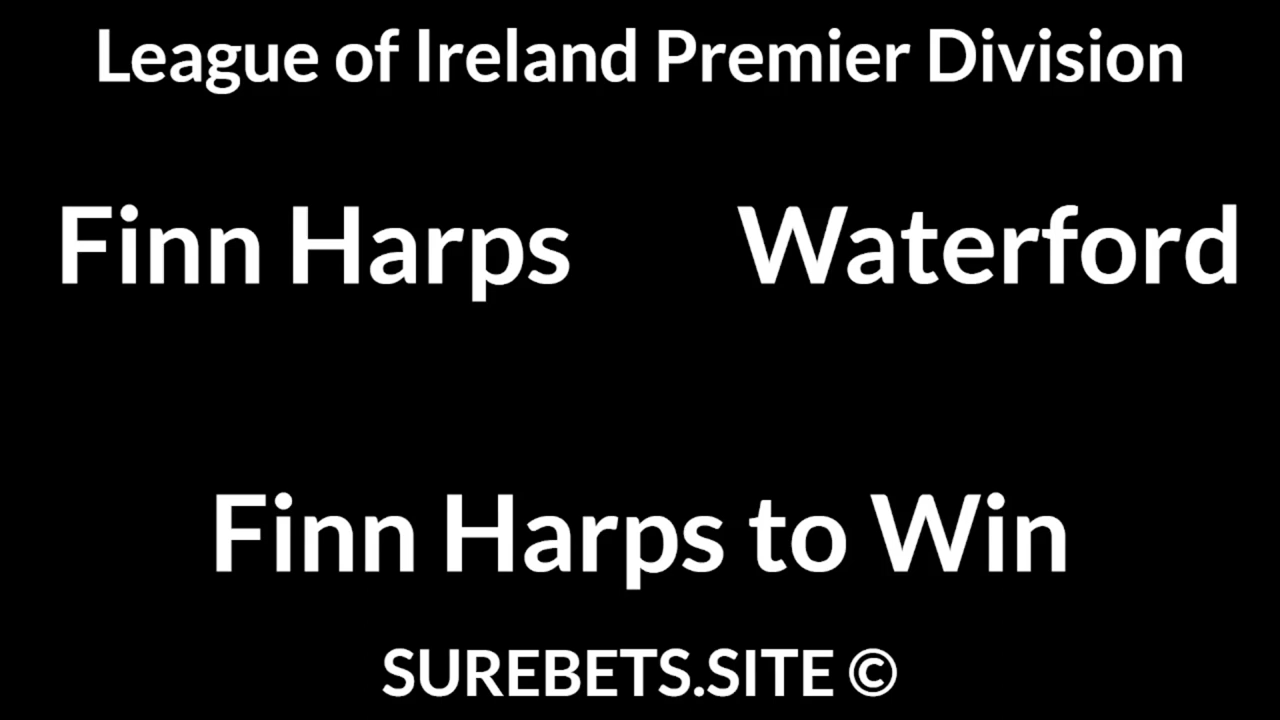 League of Ireland Premier Division
Finn Harps Waterford
Finn Harps to Win
SUREBETS.SITE ©